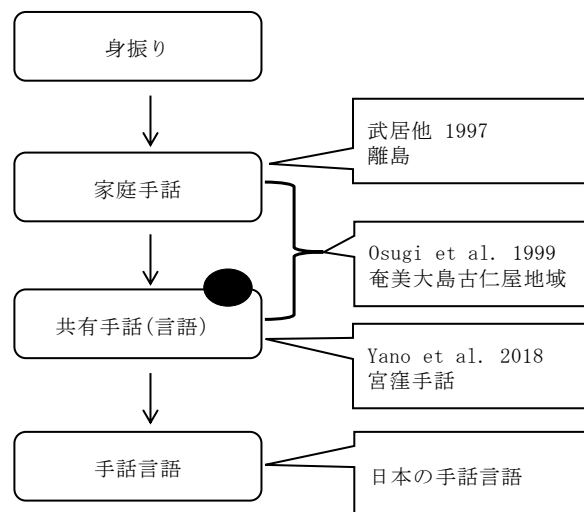 身振り
武居他 1997
離島
家庭手話
Osugi et al. 1999
奄美大島古仁屋地域
共有手話(言語)
Yano et al. 2018
宮窪手話
手話言語
日本の手話言語